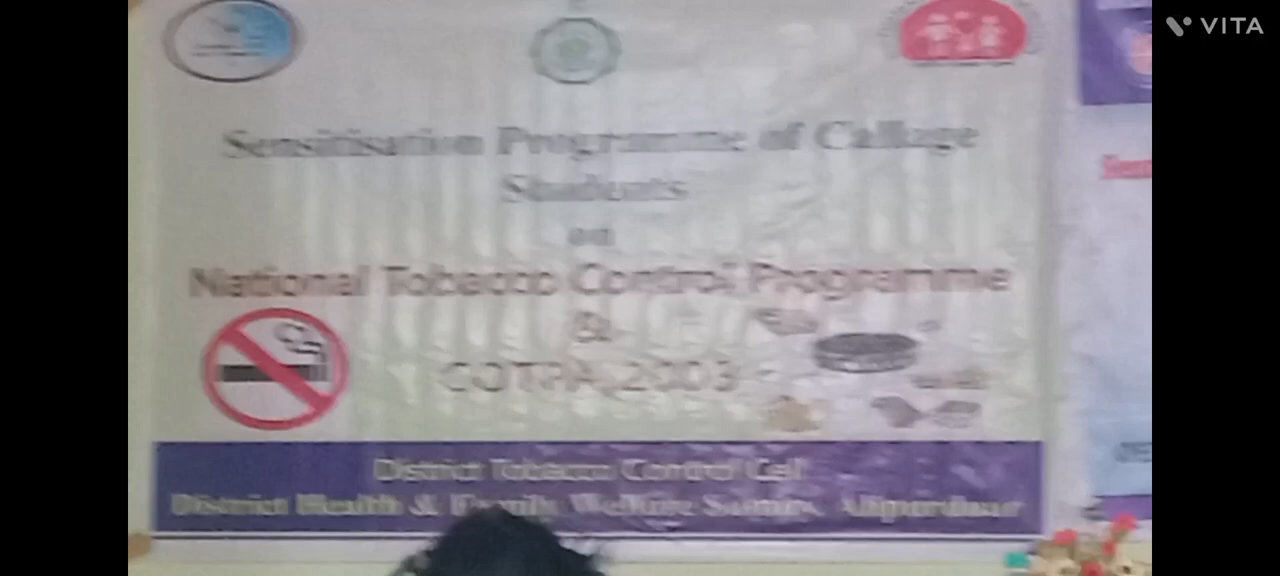 VITA
Sensitisation Programme of Callage
Students
on
National Tobacco Control Programme
&
COTPA, 2003
District Tobacco Control Cell
District Health & Family Welfare Samity, Alipurduar